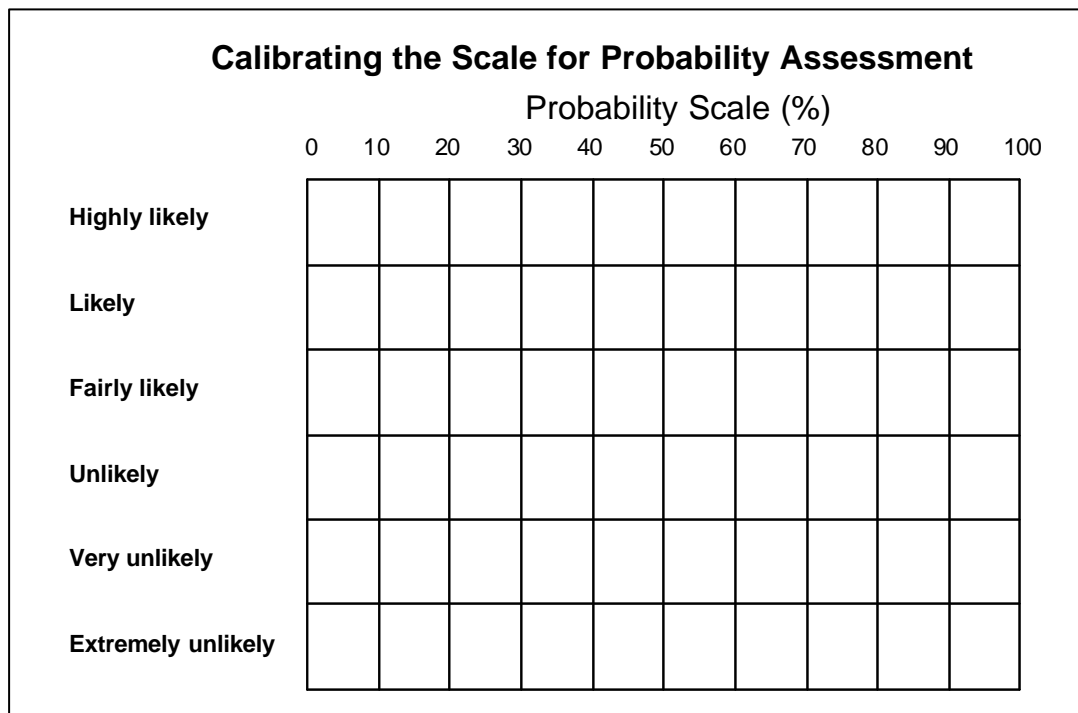 Calibrating the Scale for Probability Assessment
Probability Scale (%)
0 10 20 30 40 50 60 70 80 90 100
Highly likely
Likely
Fairly likely
Unlikely
Very unlikely
Extremely unlikely